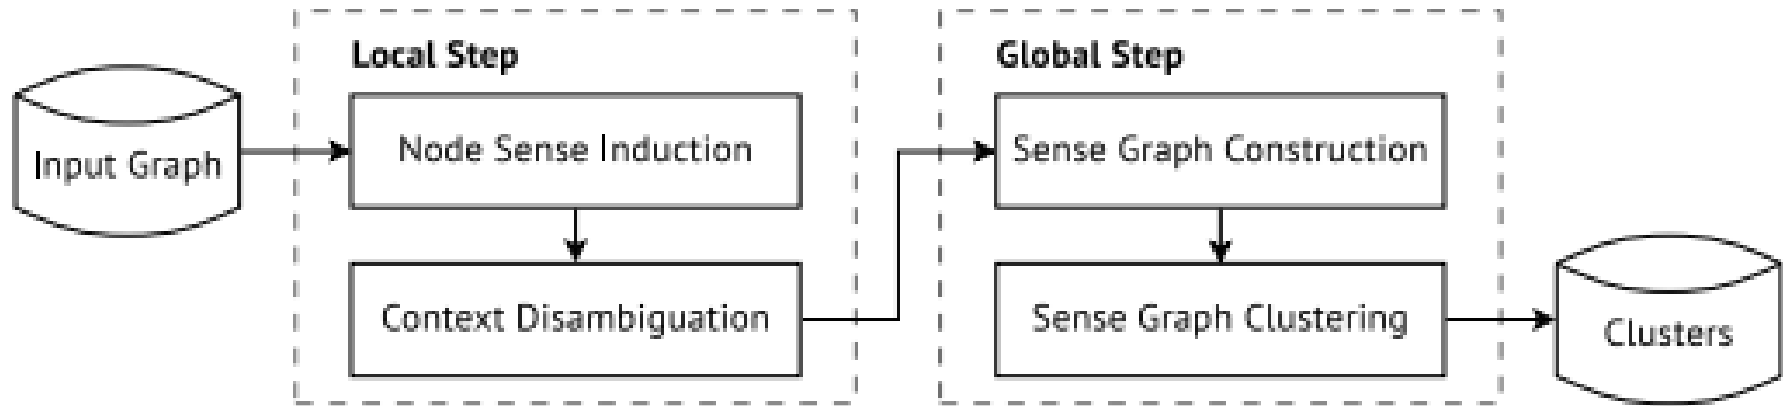 Input Graph
Local Step
Node Sense Induction
Context Disambiguation
Global Step
Sense Graph Construction
Sense Graph Clustering
Clusters